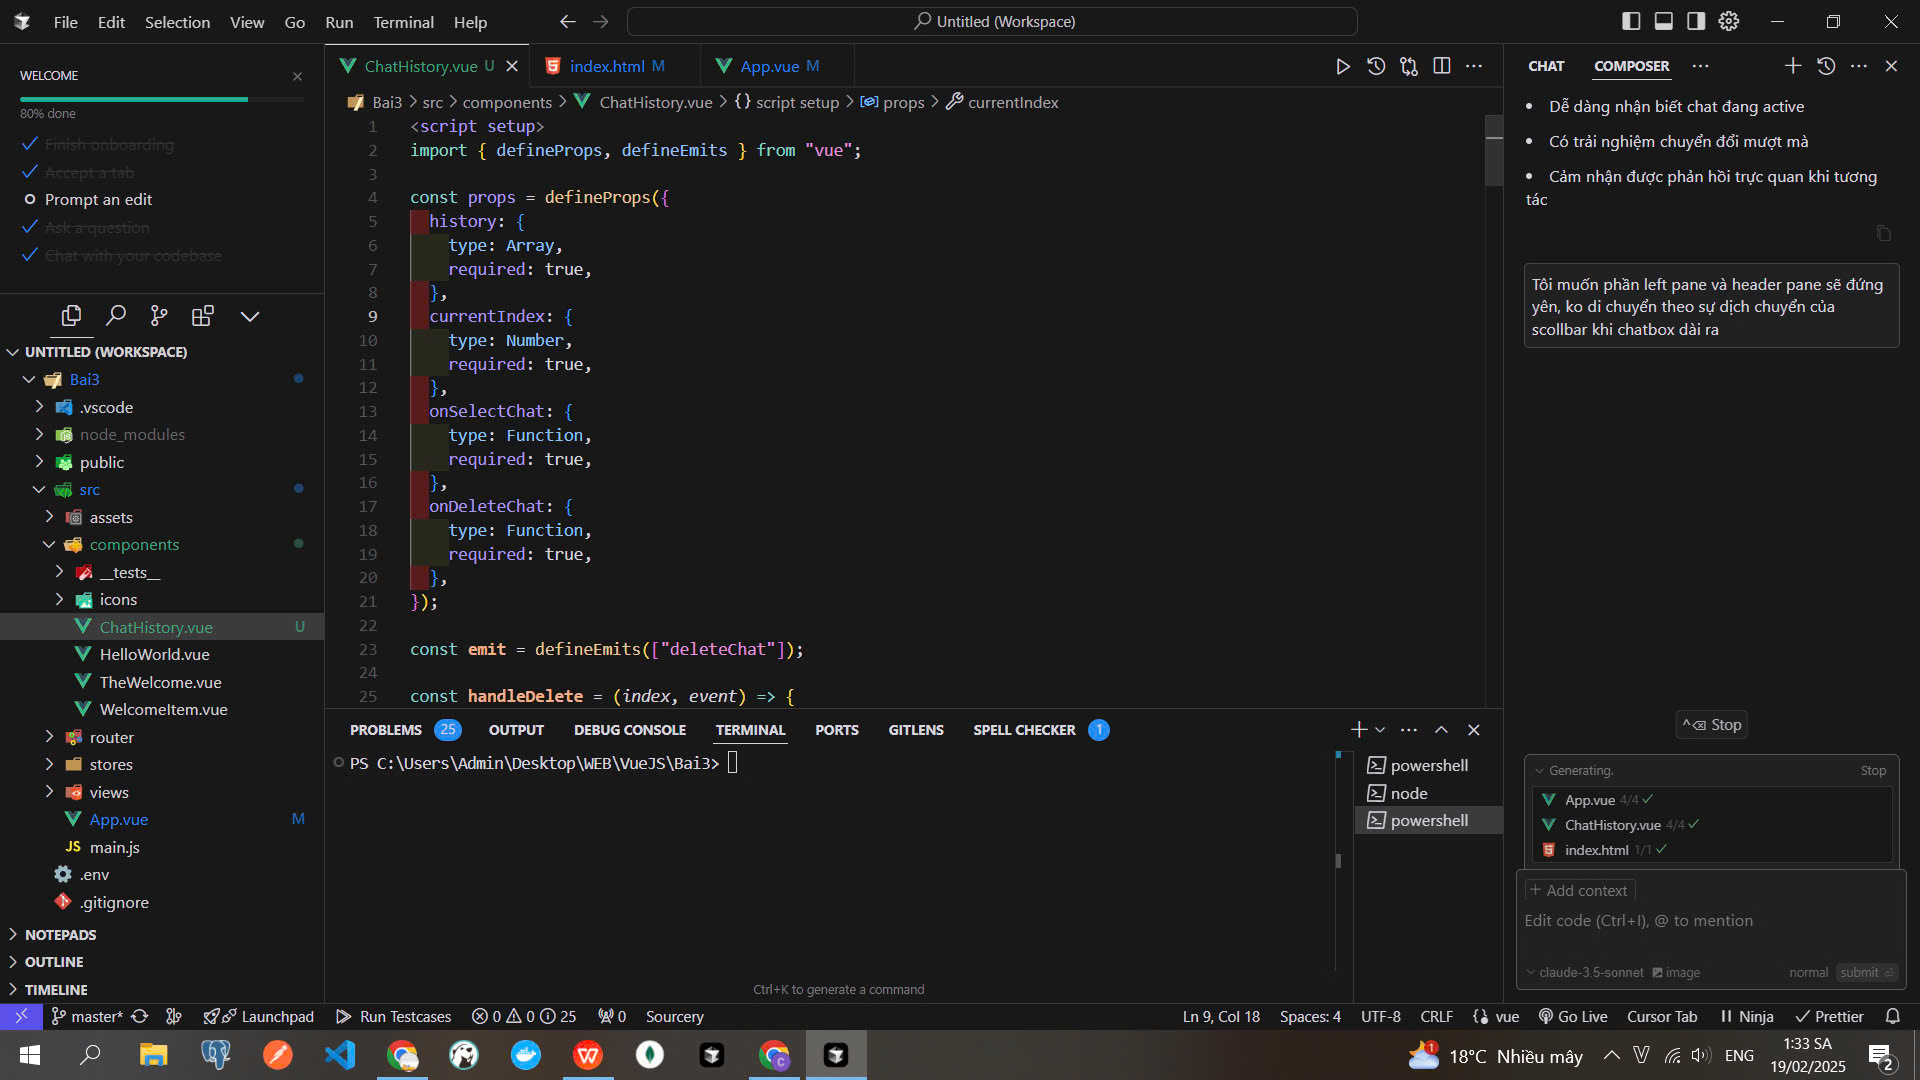 File Edit Selection View Go Run Terminal Help
Untitled (Workspace)
WELCOME
80% done
Finish onboarding
Accept a tab
Prompt an edit
Ask a question
Chat with your codebase
UNTITLED (WORKSPACE)
Bai3
.vscode
node_modules
public
src
assets
components
__tests__
icons
ChatHistory.vue U
HelloWorld.vue
TheWelcome.vue
WelcomeItem.vue
router
stores
views
App.vue M
JS main.js
.env
.gitignore
NOTEPADS
OUTLINE
TIMELINE
ChatHistory.vue U
index.html M
App.vue M
Bai3 > src > components > ChatHistory.vue > {} script setup > props > currentIndex
1 <script setup>
2 import { defineProps, defineEmits } from "vue";
3
4 const props = defineProps({
5 history: {
6 type: Array,
7 required: true,
8 },
9 currentIndex: {
10 type: Number,
11 required: true,
12 },
13 onSelectChat: {
14 type: Function,
15 required: true,
16 },
17 onDeleteChat: {
18 type: Function,
19 required: true,
20 },
21 });
22
23 const emit = defineEmits(["deleteChat"]);
24
25 const handleDelete = (index, event) => {
PROBLEMS 25 OUTPUT DEBUG CONSOLE TERMINAL PORTS GITLENS SPELL CHECKER 1
PS C:\Users\Admin\Desktop\WEB\VueJS\Bai3>
powershell
node
powershell
Ctrl+K to generate a command
CHAT COMPOSER
• Dễ dàng nhận biết chat đang active
• Có trải nghiệm chuyển đổi mượt mà
• Cảm nhận được phản hồi trực quan khi tương
tác
Tôi muốn phần left pane và header pane sẽ đứng
yên, ko di chuyển theo sự dịch chuyển của
scollbar khi chatbox dài ra
^⌫ Stop
Generating. Stop
App.vue 4/4
ChatHistory.vue 4/4
index.html 1/1
+ Add context
Edit code (Ctrl+I), @ to mention
claude-3.5-sonnet image normal submit
master* Launchpad Run Testcases 0 0 25 0 Sourcery
Ln 9, Col 18 Spaces: 4 UTF-8 CRLF vue Go Live Cursor Tab Ninja Prettier
1 18°C Nhiều mây
ENG
1:33 SA
19/02/2025
2